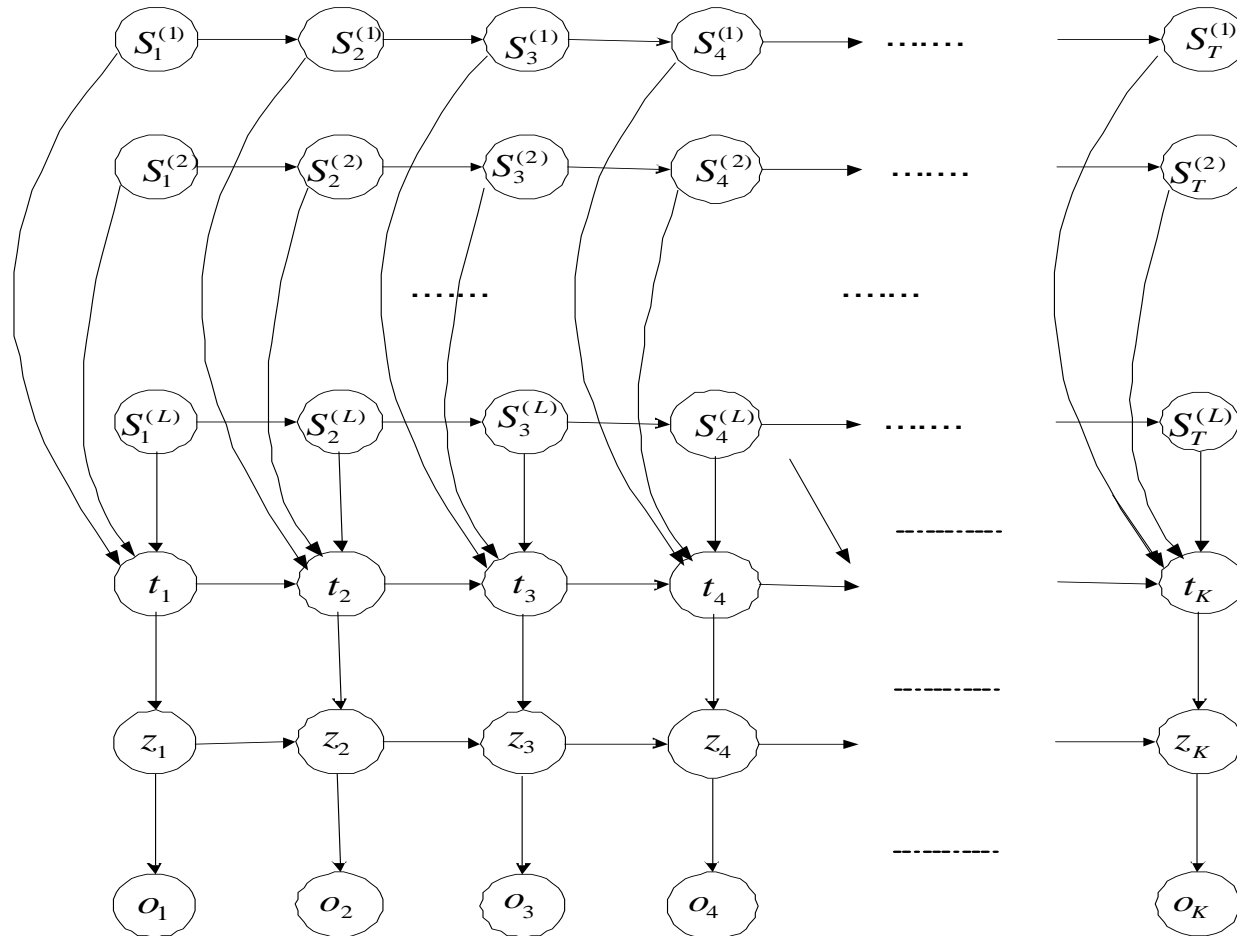 S_1^{(1)} S_2^{(1)} S_3^{(1)} S_4^{(1)} ....... S_T^{(1)}
S_1^{(2)} S_2^{(2)} S_3^{(2)} S_4^{(2)} ....... S_T^{(2)}
....... .......
S_1^{(L)} S_2^{(L)} S_3^{(L)} S_4^{(L)} ....... S_T^{(L)}
t_1 t_2 t_3 t_4 t_K
z_1 z_2 z_3 z_4 z_K
o_1 o_2 o_3 o_4 o_K